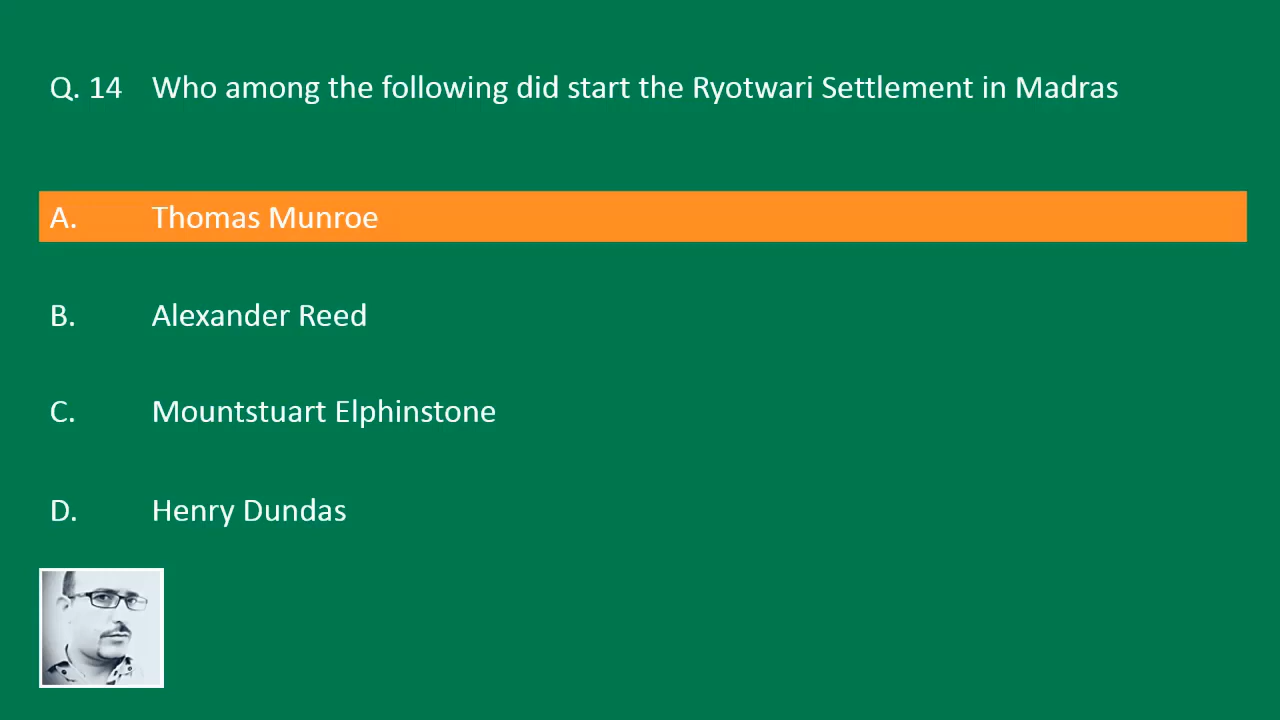 Q. 14 Who among the following did start the Ryotwari Settlement in Madras
A. Thomas Munroe
B. Alexander Reed
C. Mountstuart Elphinstone
D. Henry Dundas